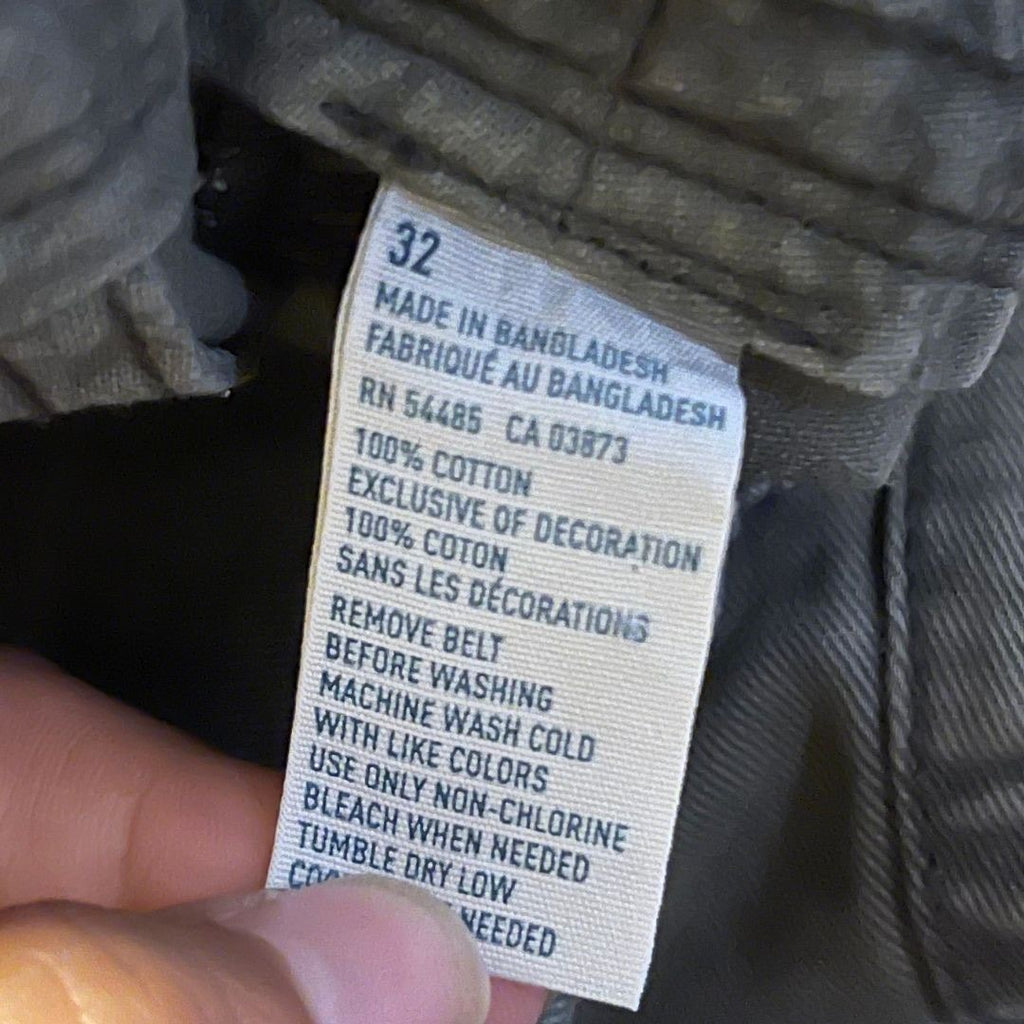 32
MADE IN BANGLADESH
FABRIQUÉ AU BANGLADESH
RN 54485 CA 03873
100% COTTON
EXCLUSIVE OF DECORATION
100% COTON
SANS LES DÉCORATIONS
REMOVE BELT
BEFORE WASHING
MACHINE WASH COLD
WITH LIKE COLORS
USE ONLY NON-CHLORINE
BLEACH WHEN NEEDED
TUMBLE DRY LOW
NEEDED